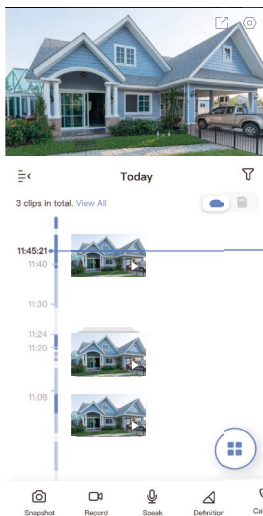 Today
3 clips in total. View All
11:45:21
11:40
11:30
11:24
11:20
11:08
Snapshot
Record
Speak
Definition